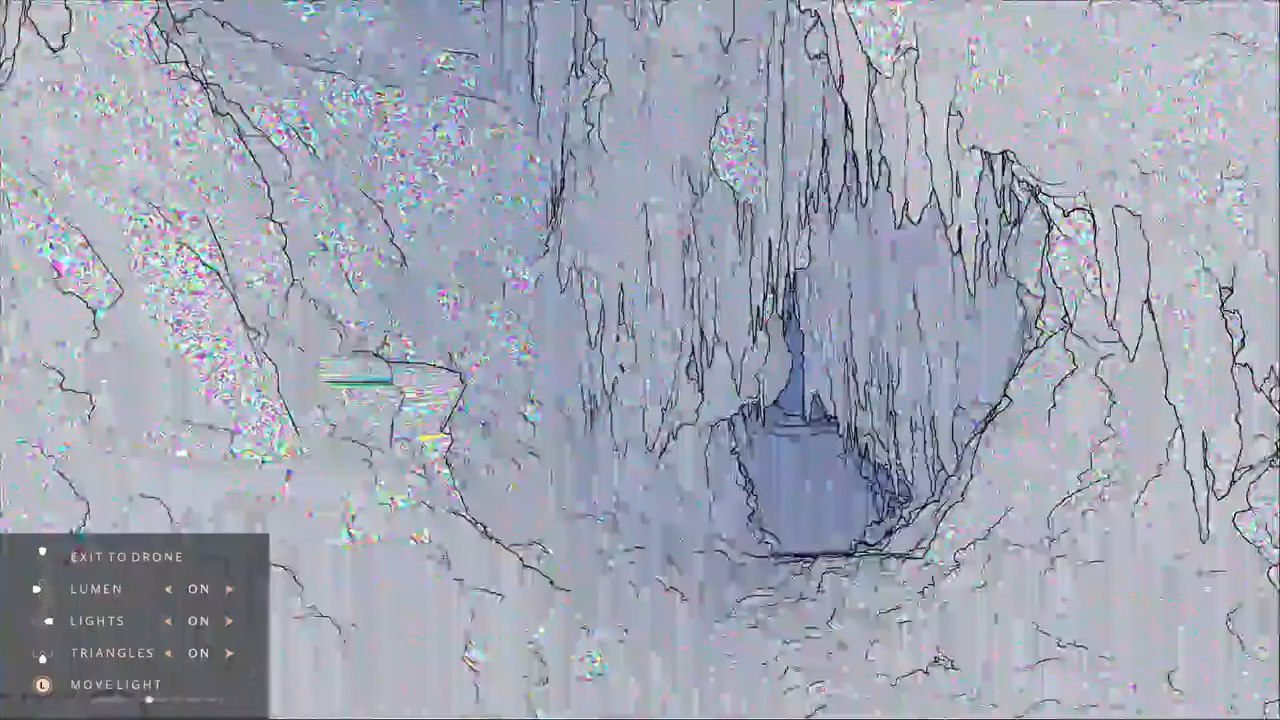 EXIT TO DRONE
LUMEN ON
LIGHTS ON
TRIANGLES ON
L MOVE LIGHT